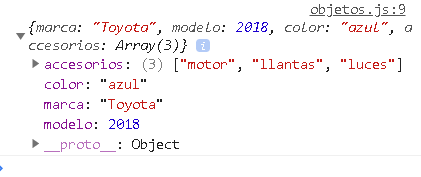 objetos.js:9
{marca: "Toyota", modelo: 2018, color: "azul", a
ccesorios: Array(3)} i
accesorios: (3) ["motor", "llantas", "luces"]
color: "azul"
marca: "Toyota"
modelo: 2018
__proto__: Object